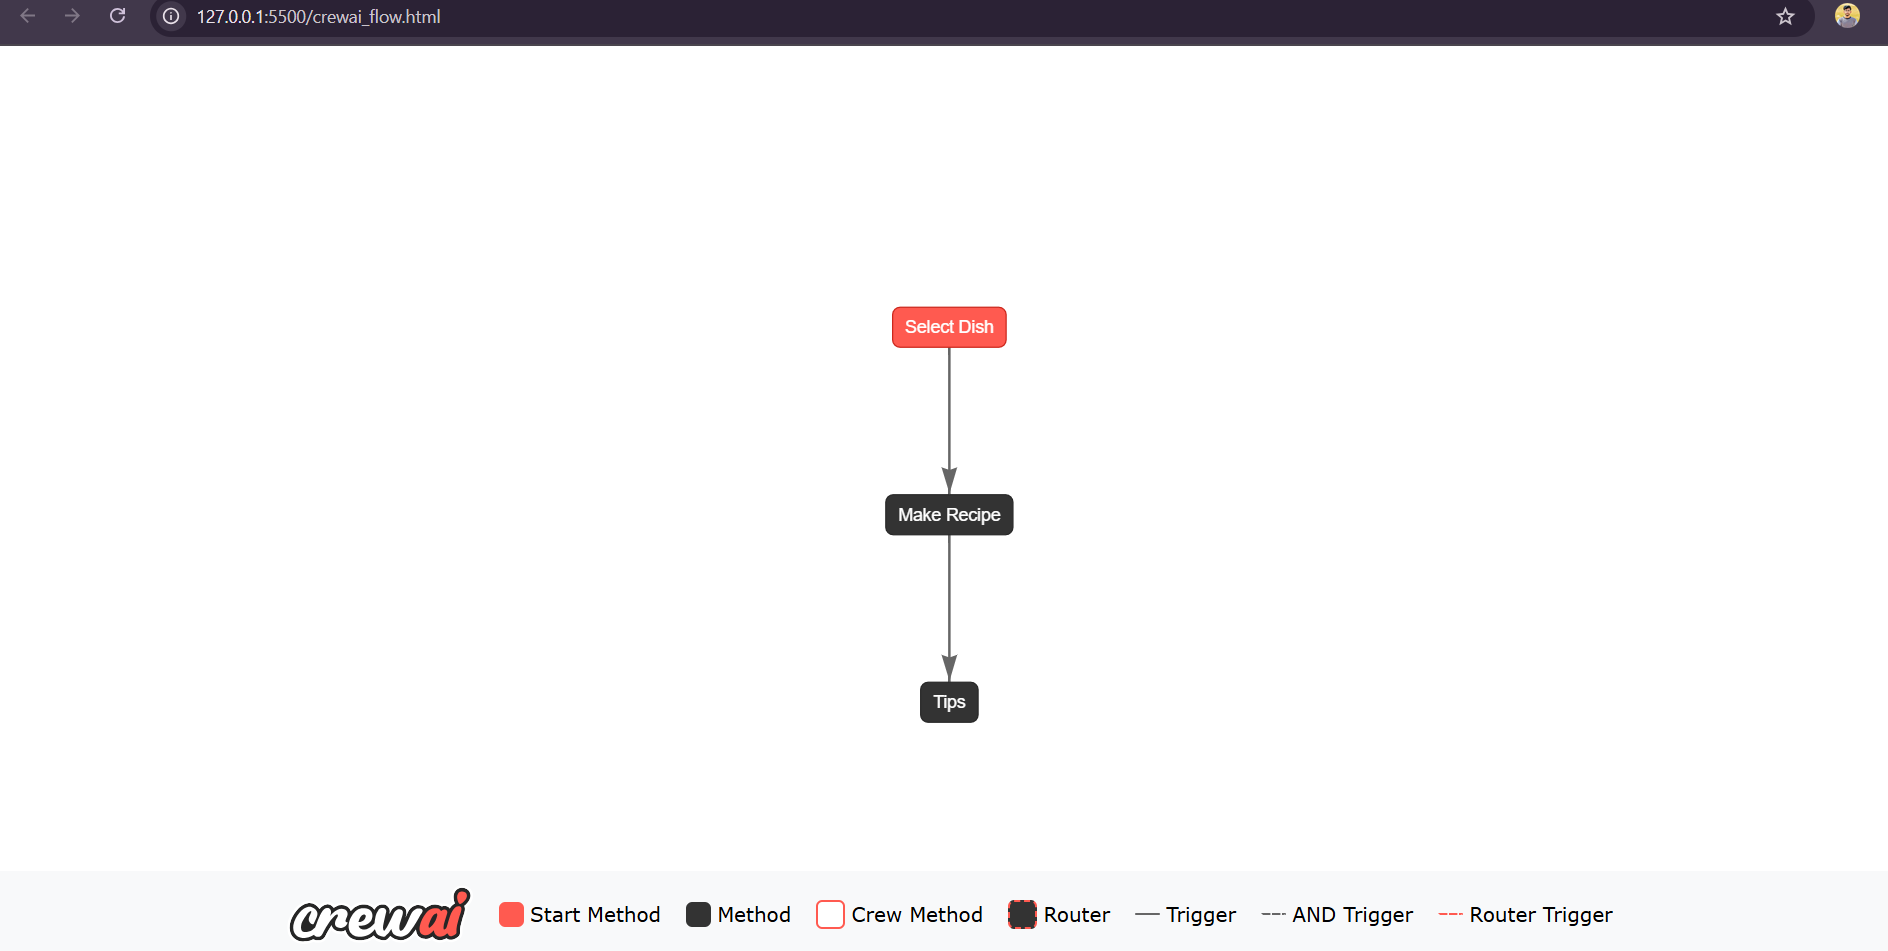 127.0.0.1:5500/crewai_flow.html
Select Dish
Make Recipe
Tips
crewai Start Method Method Crew Method Router Trigger AND Trigger Router Trigger